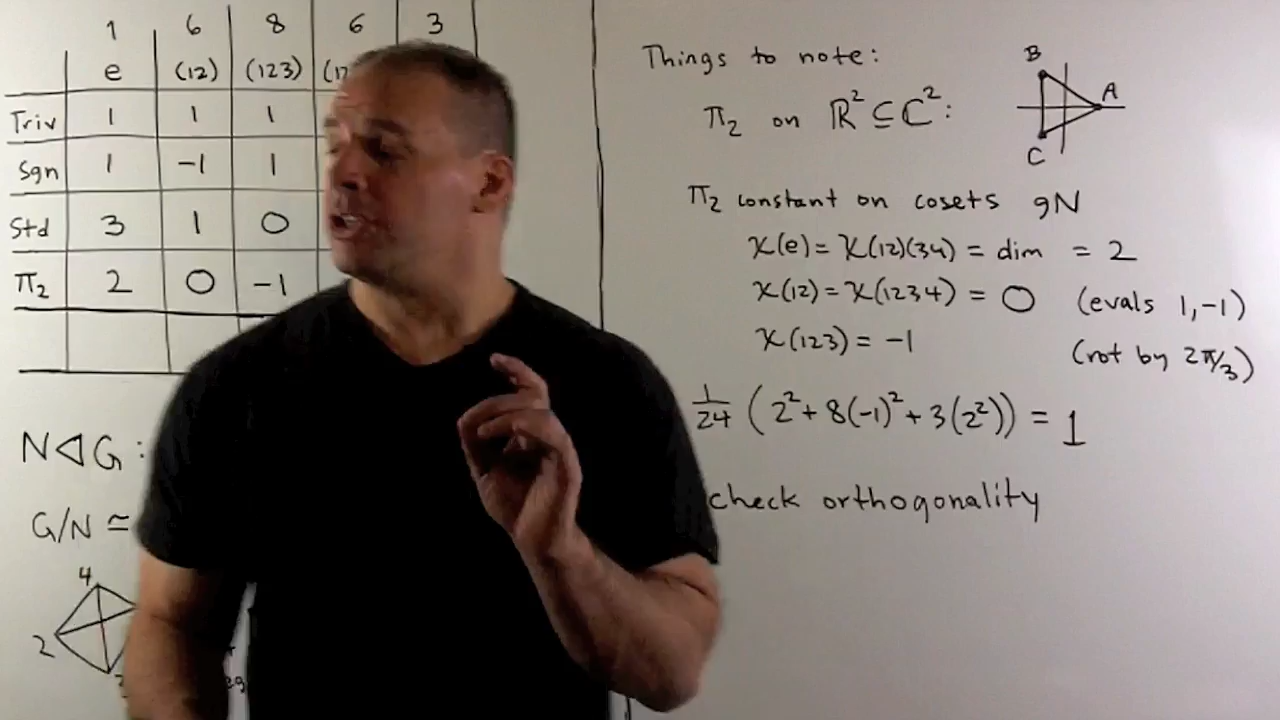 1 6 8 6 3
e (12) (123) (12
Triv 1 1 1
Sgn 1 -1 1
Std 3 1 0
π₂ 2 0 -1
N◁G :
G/N ≃
4
2
Things to note:
π₂ on ℝ² ⊆ ℂ²:
B
A
C
π₂ constant on cosets gN
χ(e) = χ(12)(34) = dim = 2
χ(12) = χ(1234) = 0 (evals 1, -1)
χ(123) = -1 (rot by 2π/3)
1/24 (2² + 8(-1)² + 3(2²)) = 1
check orthogonality